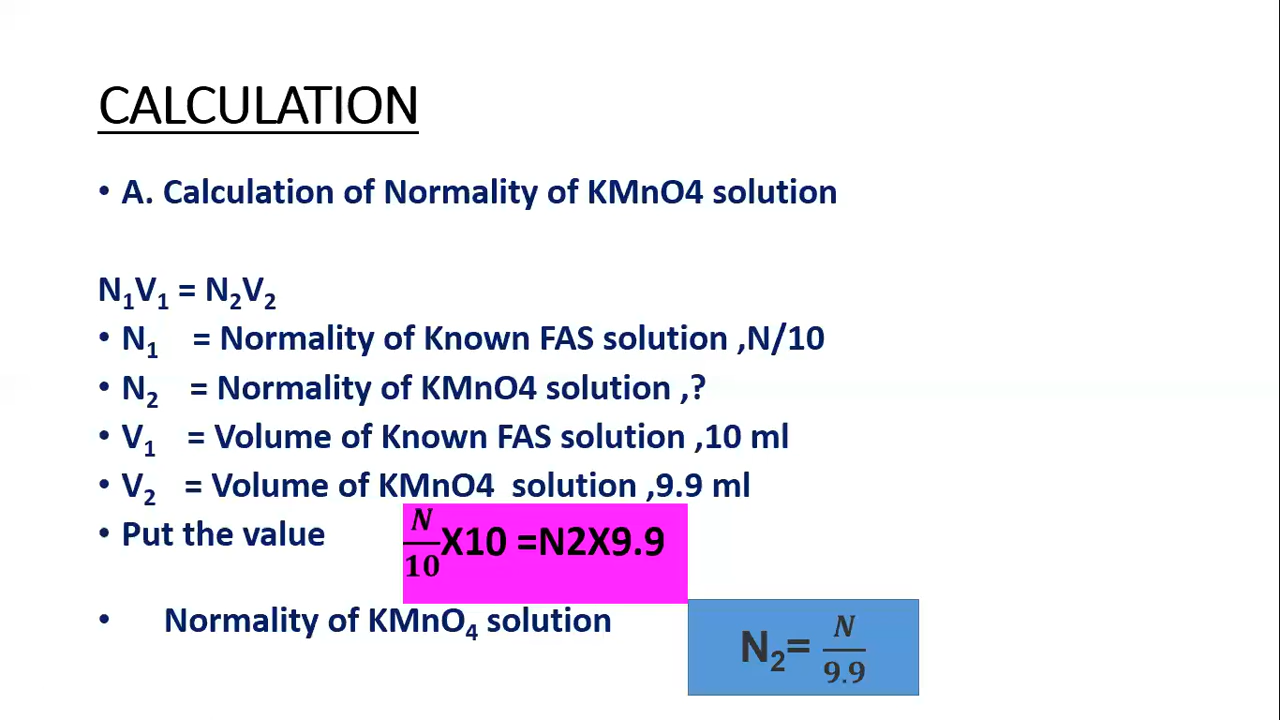 CALCULATION
• A. Calculation of Normality of KMnO4 solution
N₁V₁ = N₂V₂
• N₁ = Normality of Known FAS solution ,N/10
• N₂ = Normality of KMnO4 solution ,?
• V₁ = Volume of Known FAS solution ,10 ml
• V₂ = Volume of KMnO4 solution ,9.9 ml
• Put the value N/10 X10 =N2X9.9
• Normality of KMnO₄ solution N₂= N/9.9